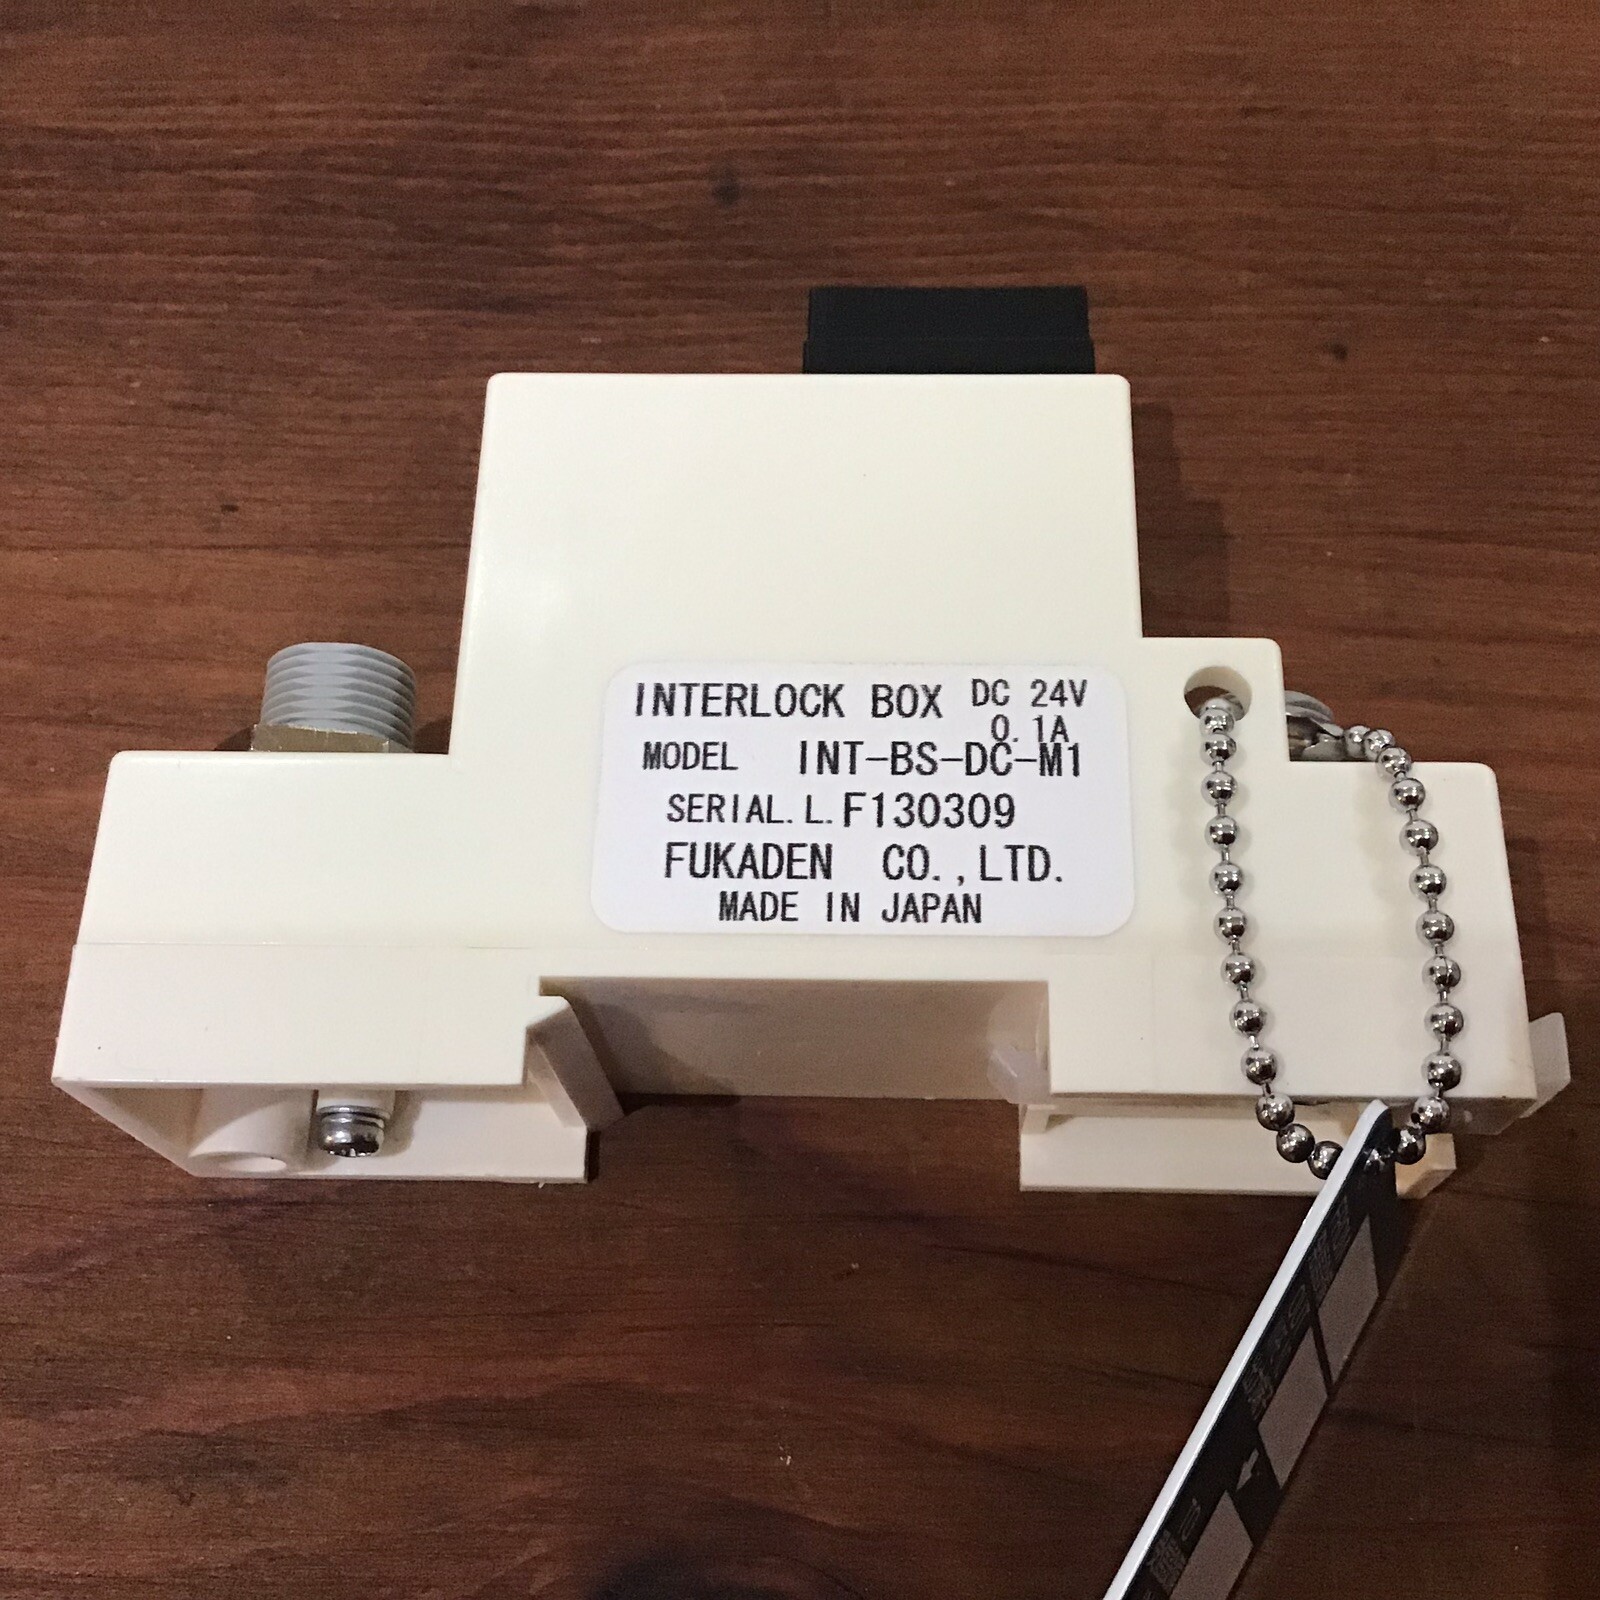 INTERLOCK BOX DC 24V
0.1A
MODEL INT-BS-DC-M1
SERIAL.L.F130309
FUKADEN CO.,LTD.
MADE IN JAPAN